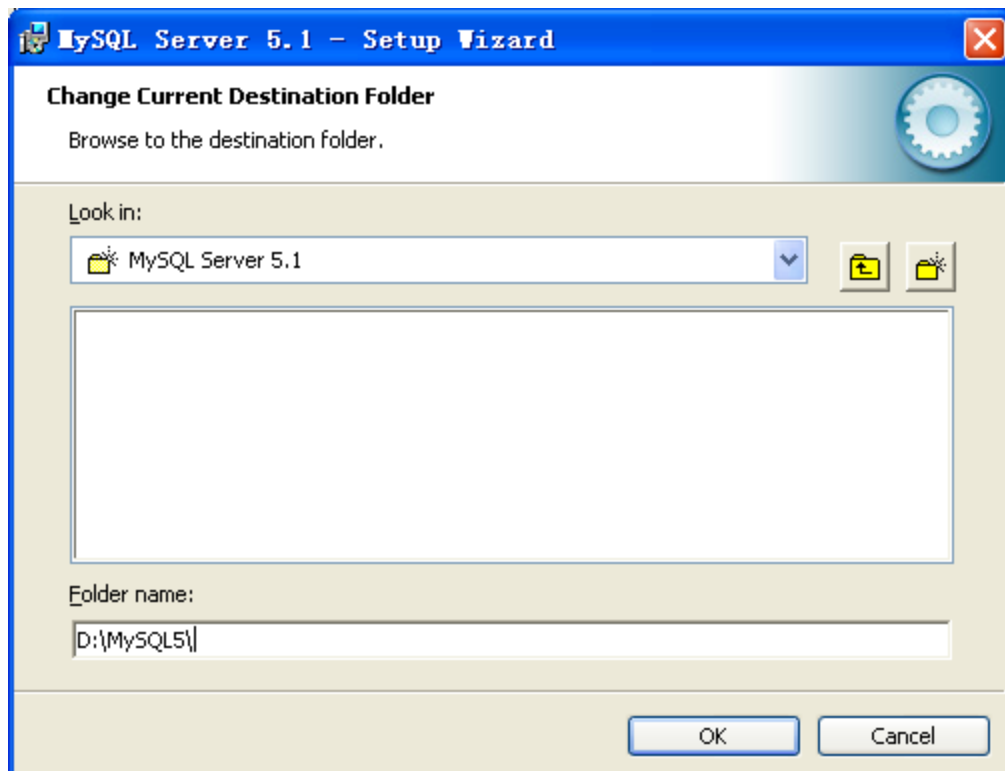 MySQL Server 5.1 - Setup Wizard
Change Current Destination Folder
Browse to the destination folder.
Look in:
MySQL Server 5.1
Folder name:
D:\MySQL5\
OK
Cancel